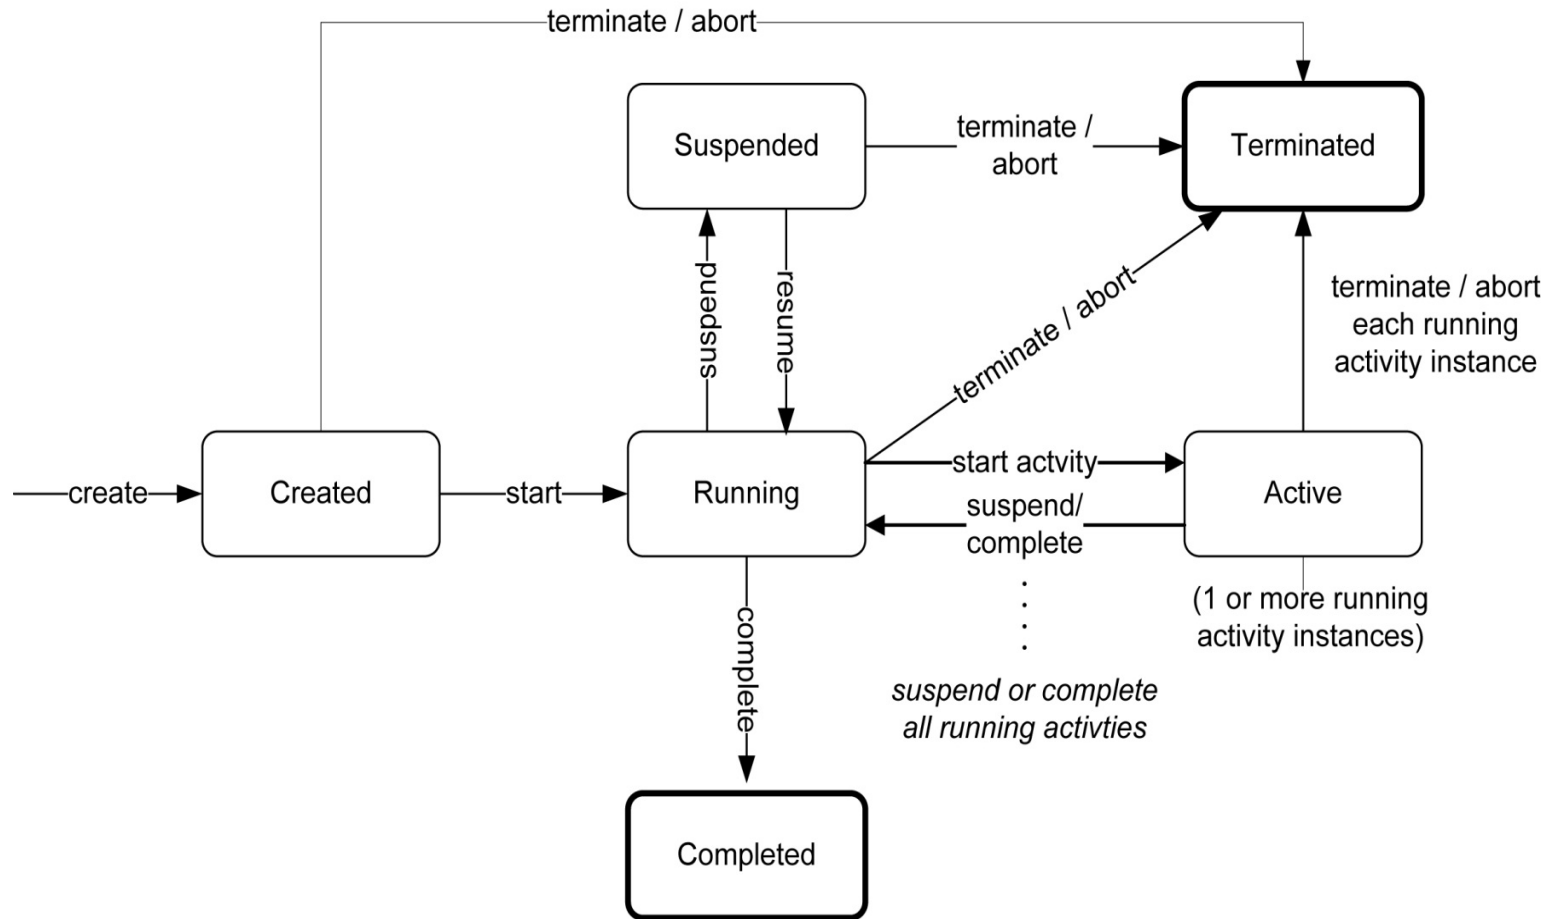 terminate / abort
Suspended
terminate /
abort
Terminated
suspend
resume
terminate / abort
terminate / abort
each running
activity instance
create
Created
start
Running
start actvity
suspend/
complete
Active
(1 or more running
activity instances)
complete
suspend or complete
all running activties
Completed